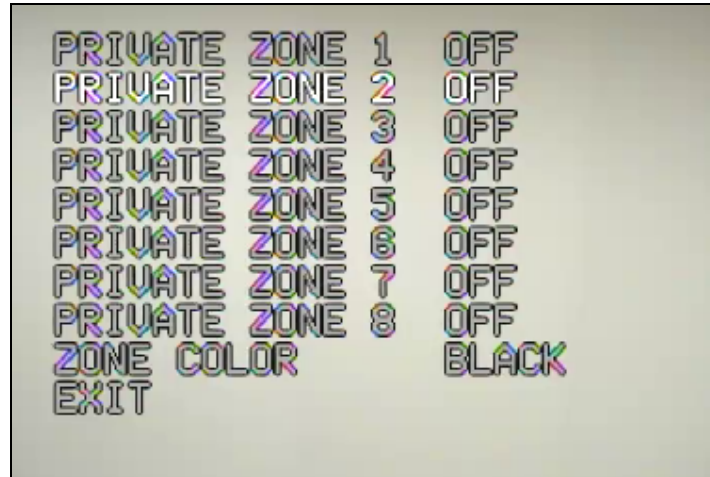 PRIVATE ZONE 1 OFF
PRIVATE ZONE 2 OFF
PRIVATE ZONE 3 OFF
PRIVATE ZONE 4 OFF
PRIVATE ZONE 5 OFF
PRIVATE ZONE 6 OFF
PRIVATE ZONE 7 OFF
PRIVATE ZONE 8 OFF
ZONE COLOR BLACK
EXIT